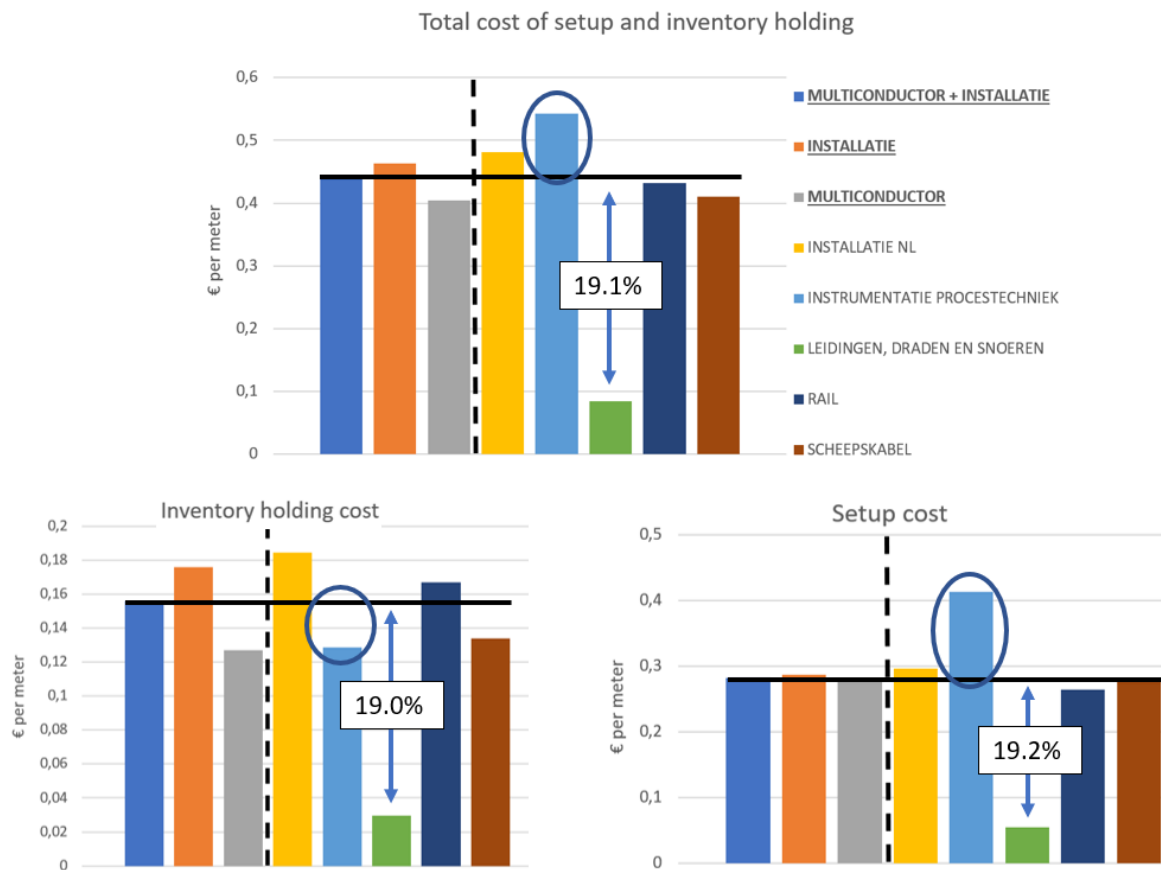 Total cost of setup and inventory holding
0,6
0,5
0,4
0,3
0,2
0,1
0
€ per meter
19.1%
MULTICONDUCTOR + INSTALLATIE
INSTALLATIE
MULTICONDUCTOR
INSTALLATIE NL
INSTRUMENTATIE PROCESTECHNIEK
LEIDINGEN, DRADEN EN SNOEREN
RAIL
SCHEEPSKABEL
Inventory holding cost
0,2
0,18
0,16
0,14
0,12
0,1
0,08
0,06
0,04
0,02
0
€ per meter
19.0%
Setup cost
0,5
0,4
0,3
0,2
0,1
0
€ per meter
19.2%